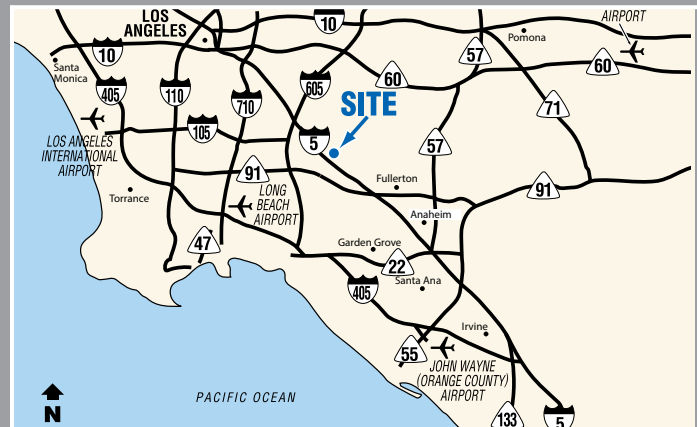 LOS
ANGELES
10
AIRPORT
Pomona
57
10
Santa
Monica
60
60
405
110
710
605
SITE
71
105
5
57
LOS ANGELES
INTERNATIONAL
AIRPORT
91
Fullerton
91
Torrance
LONG
BEACH
AIRPORT
Anaheim
47
Garden Grove
22
Santa Ana
405
Irvine
55
JOHN WAYNE
(ORANGE COUNTY)
AIRPORT
PACIFIC OCEAN
N
133
5